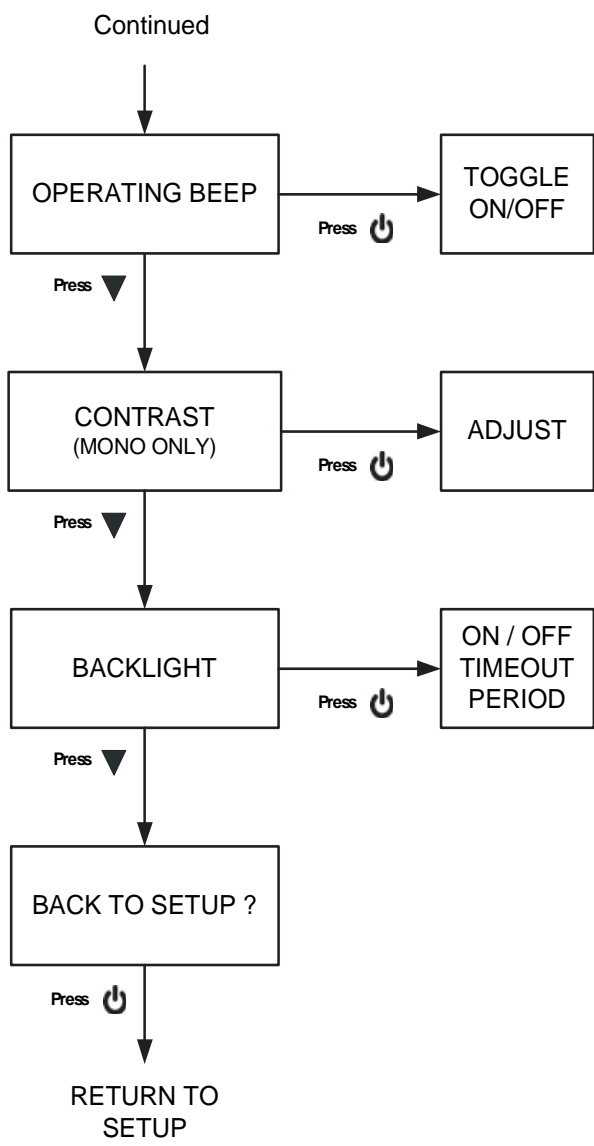 Continued
OPERATING BEEP
TOGGLE
ON/OFF
Press
Press
CONTRAST
(MONO ONLY)
ADJUST
Press
Press
BACKLIGHT
ON / OFF
TIMEOUT
PERIOD
Press
Press
BACK TO SETUP ?
Press
RETURN TO
SETUP